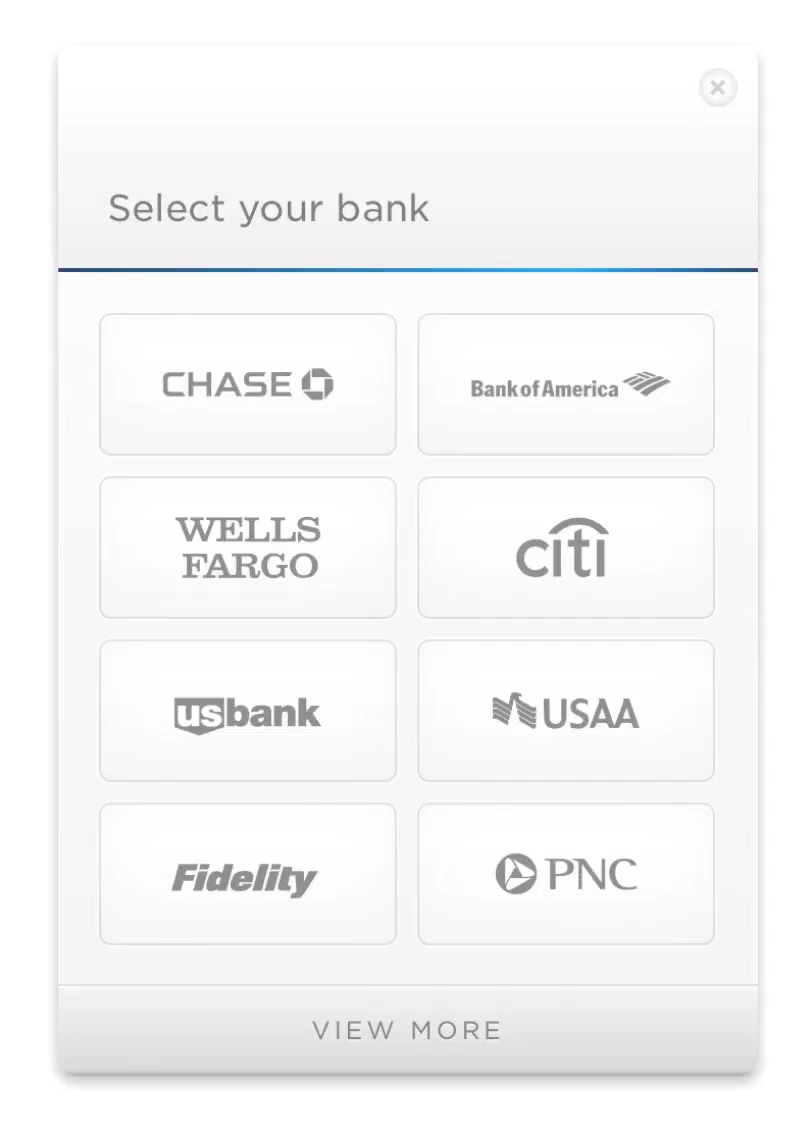 Select your bank
CHASE
Bank of America
WELLS
FARGO
citi
usbank
USAA
Fidelity
PNC
VIEW MORE